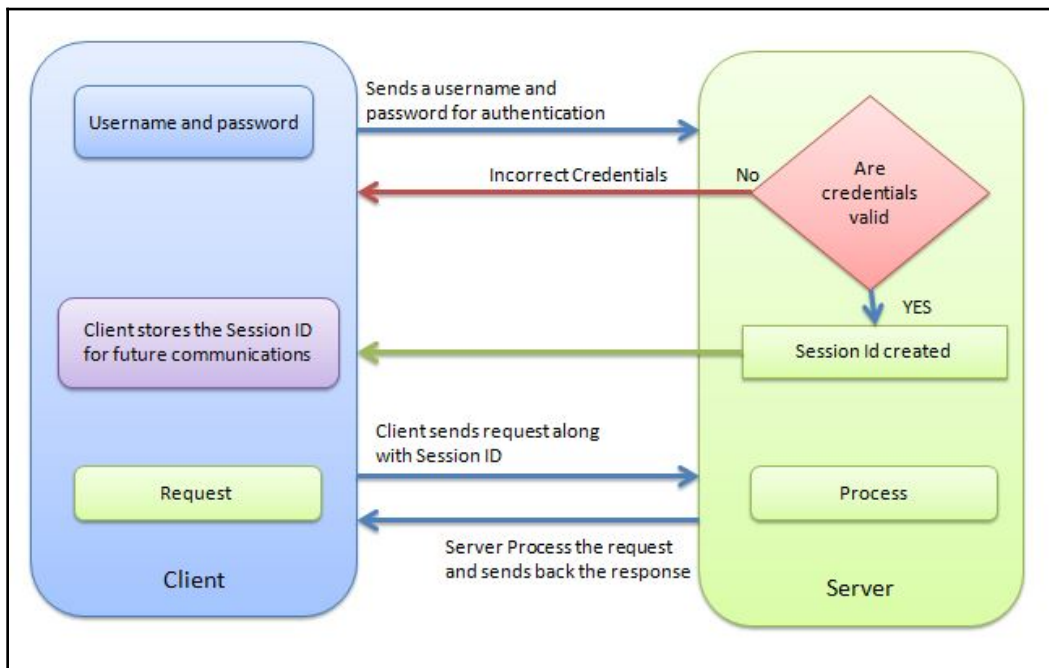 Sends a username and
password for authentication
Username and password
Incorrect Credentials
No
Are
credentials
valid
YES
Client stores the Session ID
for future communications
Session Id created
Client sends request along
with Session ID
Request
Process
Server Process the request
and sends back the response
Client
Server